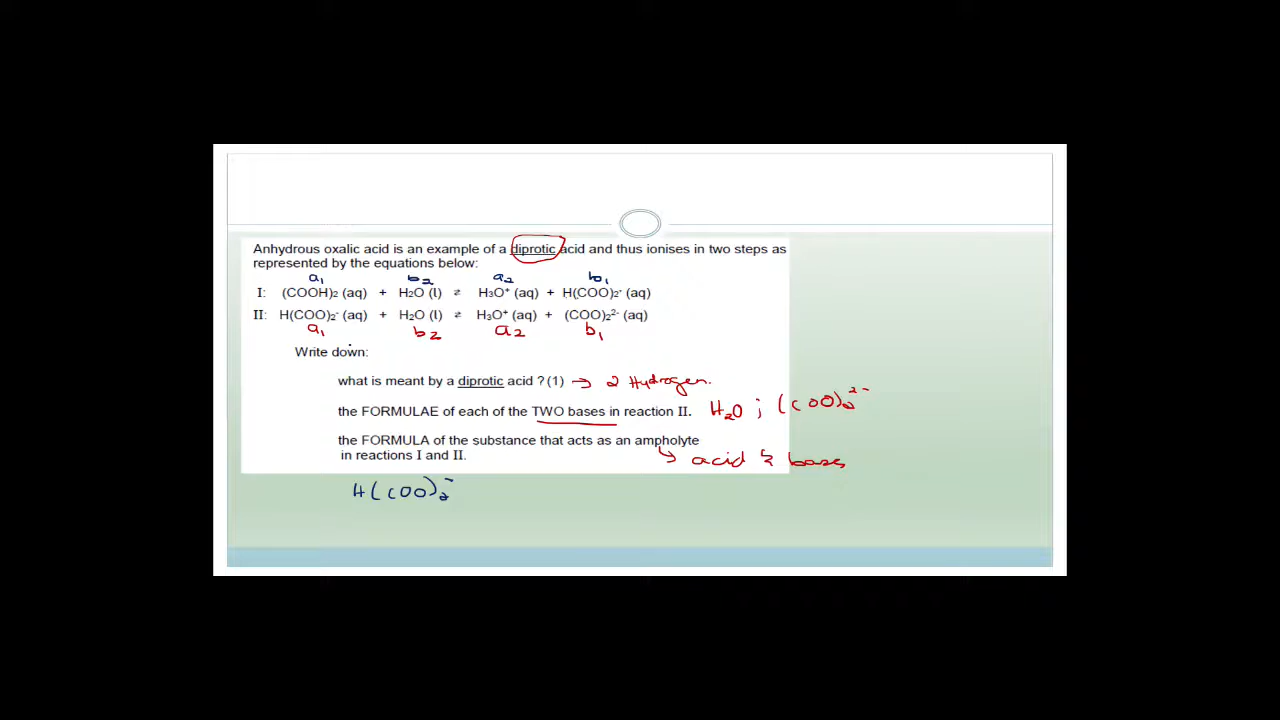 Anhydrous oxalic acid is an example of a diprotic acid and thus ionises in two steps as
represented by the equations below:
a₁ b₂ a₂ b₁
I: (COOH)₂ (aq) + H₂O (l) ⇌ H₃O⁺ (aq) + H(COO)₂⁻ (aq)
II: H(COO)₂⁻ (aq) + H₂O (l) ⇌ H₃O⁺ (aq) + (COO)₂²⁻ (aq)
a₁ b₂ a₂ b₁
Write down:
what is meant by a diprotic acid ? (1) → 2 Hydrogen.
the FORMULAE of each of the TWO bases in reaction II. H₂O ; (COO)₂²⁻
the FORMULA of the substance that acts as an ampholyte
in reactions I and II. ↳ acid & bases
H(COO)₂⁻